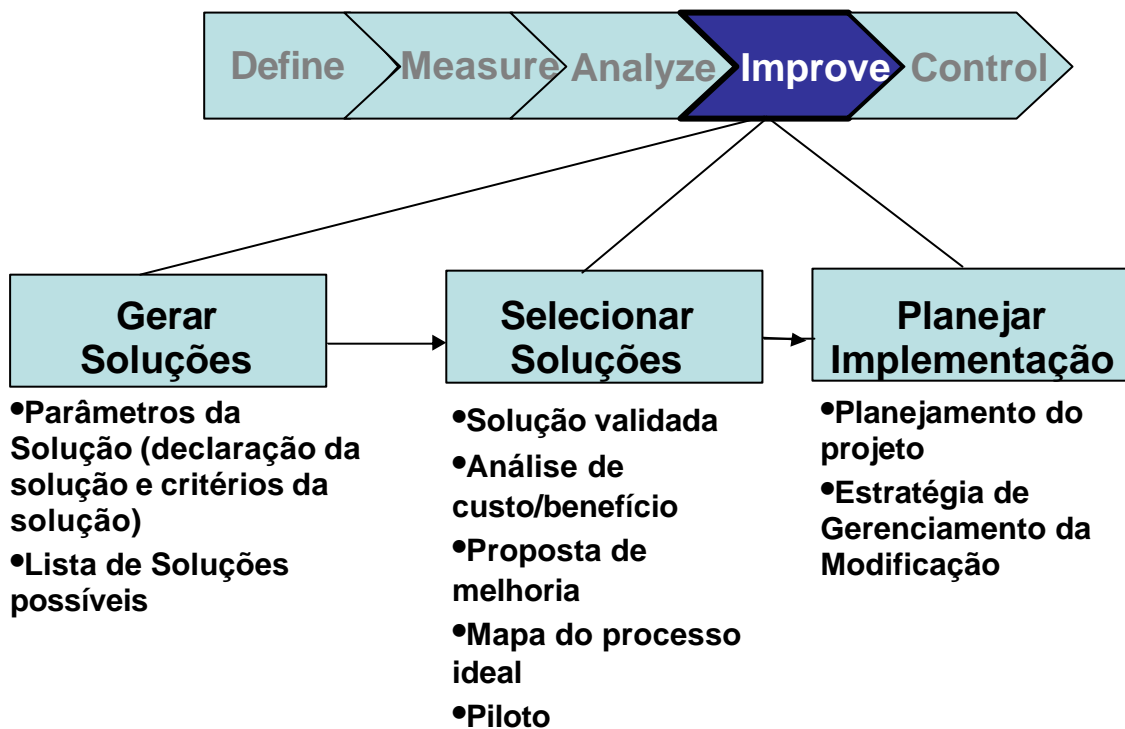 Define Measure Analyze Improve Control
Gerar
Soluções
•Parâmetros da
Solução (declaração da
solução e critérios da
solução)
•Lista de Soluções
possíveis
Selecionar
Soluções
•Solução validada
•Análise de
custo/benefício
•Proposta de
melhoria
•Mapa do processo
ideal
•Piloto
Planejar
Implementação
•Planejamento do
projeto
•Estratégia de
Gerenciamento da
Modificação